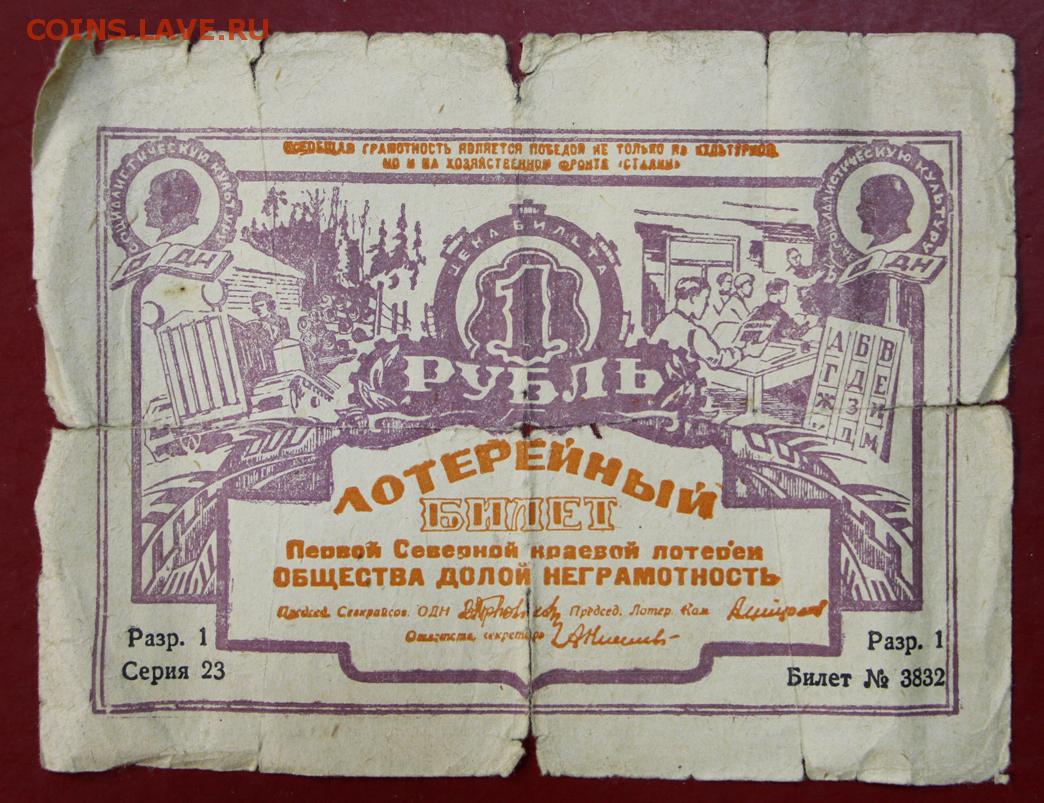 COINS.LAVE.RU
ВСЕОБЩАЯ ГРАМОТНОСТЬ ЯВЛЯЕТСЯ ПОБЕДОЙ НЕ ТОЛЬКО НА КУЛЬТУРНОМ
НО И НА ХОЗЯЙСТВЕННОМ ФРОНТЕ «СТАЛИН»
СОЦИАЛИСТИЧЕСКУЮ КУЛЬТУРУ
ОДН
ОДН
ЦЕНА БИЛЕТА
1
РУБЛЬ
А Б В
Г Д Е
Ж З И
М
ЛОТЕРЕЙНЫЙ
БИЛЕТ
Первой Северной краевой лотереи
ОБЩЕСТВА ДОЛОЙ НЕГРАМОТНОСТЬ
Председ. Севкрайсов. ОДН Председ. Лотер. Ком.
Ответств. секретарь
Разр. 1
Серия 23
Разр. 1
Билет № 3832